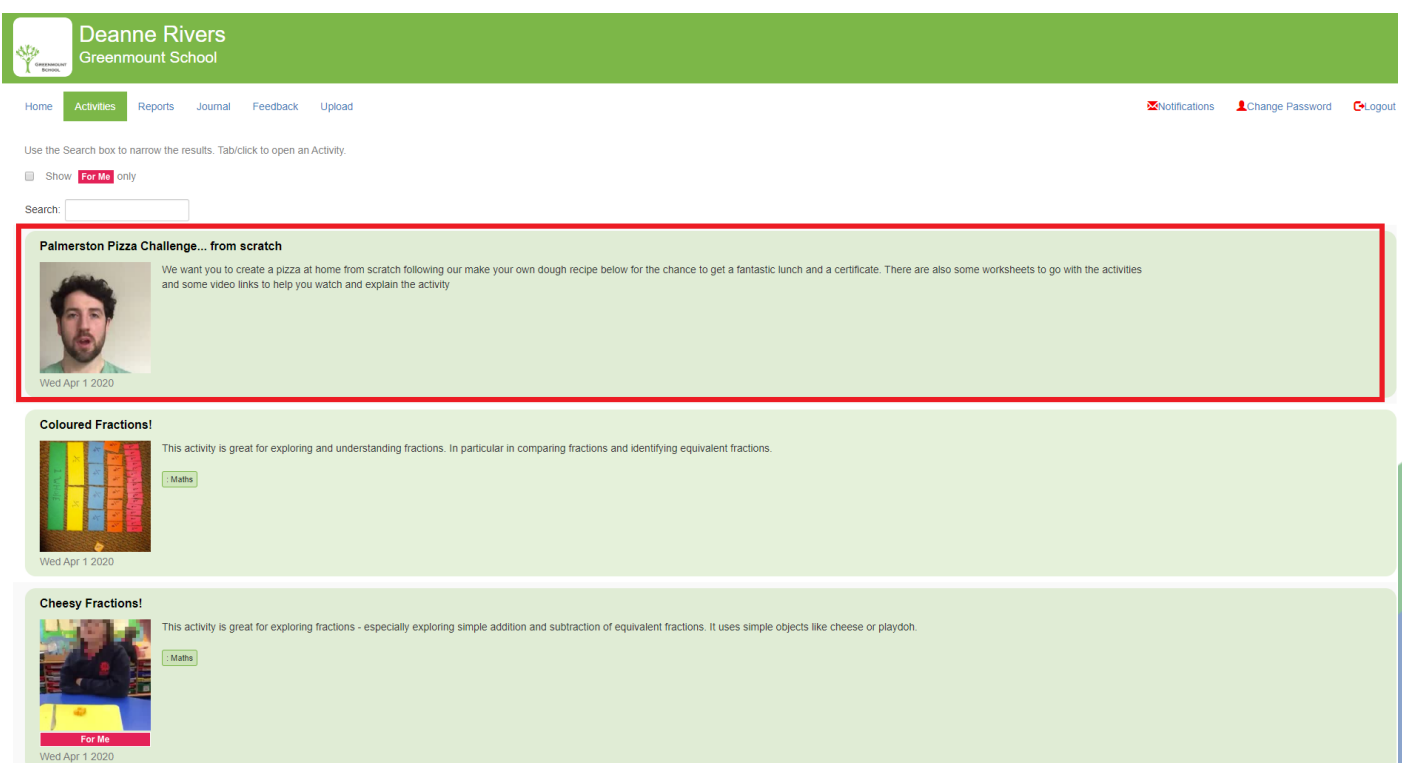 Deanne Rivers
Greenmount School
GREENMOUNT
SCHOOL
Home Activities Reports Journal Feedback Upload Notifications Change Password Logout
Use the Search box to narrow the results. Tab/click to open an Activity.
Show For Me only
Search:
Palmerston Pizza Challenge... from scratch
We want you to create a pizza at home from scratch following our make your own dough recipe below for the chance to get a fantastic lunch and a certificate. There are also some worksheets to go with the activities
and some video links to help you watch and explain the activity
Wed Apr 1 2020
Coloured Fractions!
This activity is great for exploring and understanding fractions. In particular in comparing fractions and identifying equivalent fractions.
: Maths
Wed Apr 1 2020
Cheesy Fractions!
This activity is great for exploring fractions - especially exploring simple addition and subtraction of equivalent fractions. It uses simple objects like cheese or playdoh.
: Maths
For Me
Wed Apr 1 2020